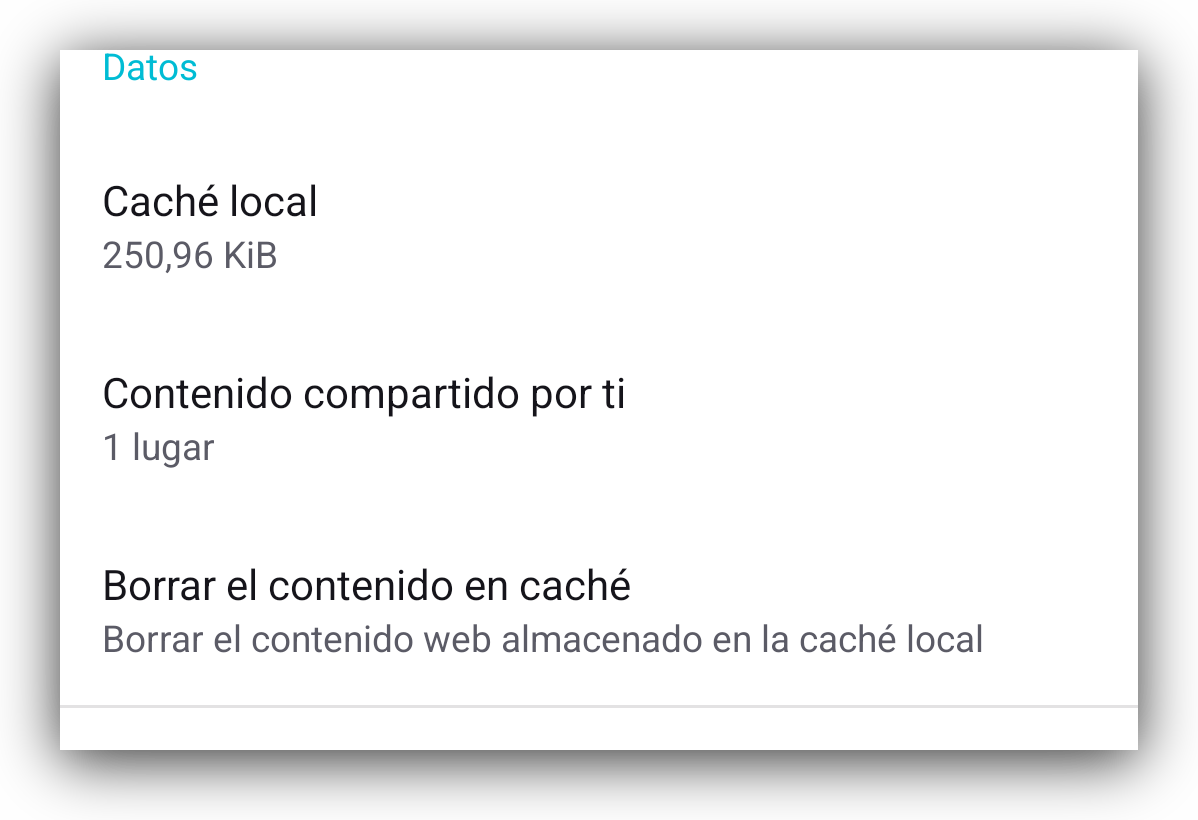 Datos
Caché local
250,96 KiB
Contenido compartido por ti
1 lugar
Borrar el contenido en caché
Borrar el contenido web almacenado en la caché local